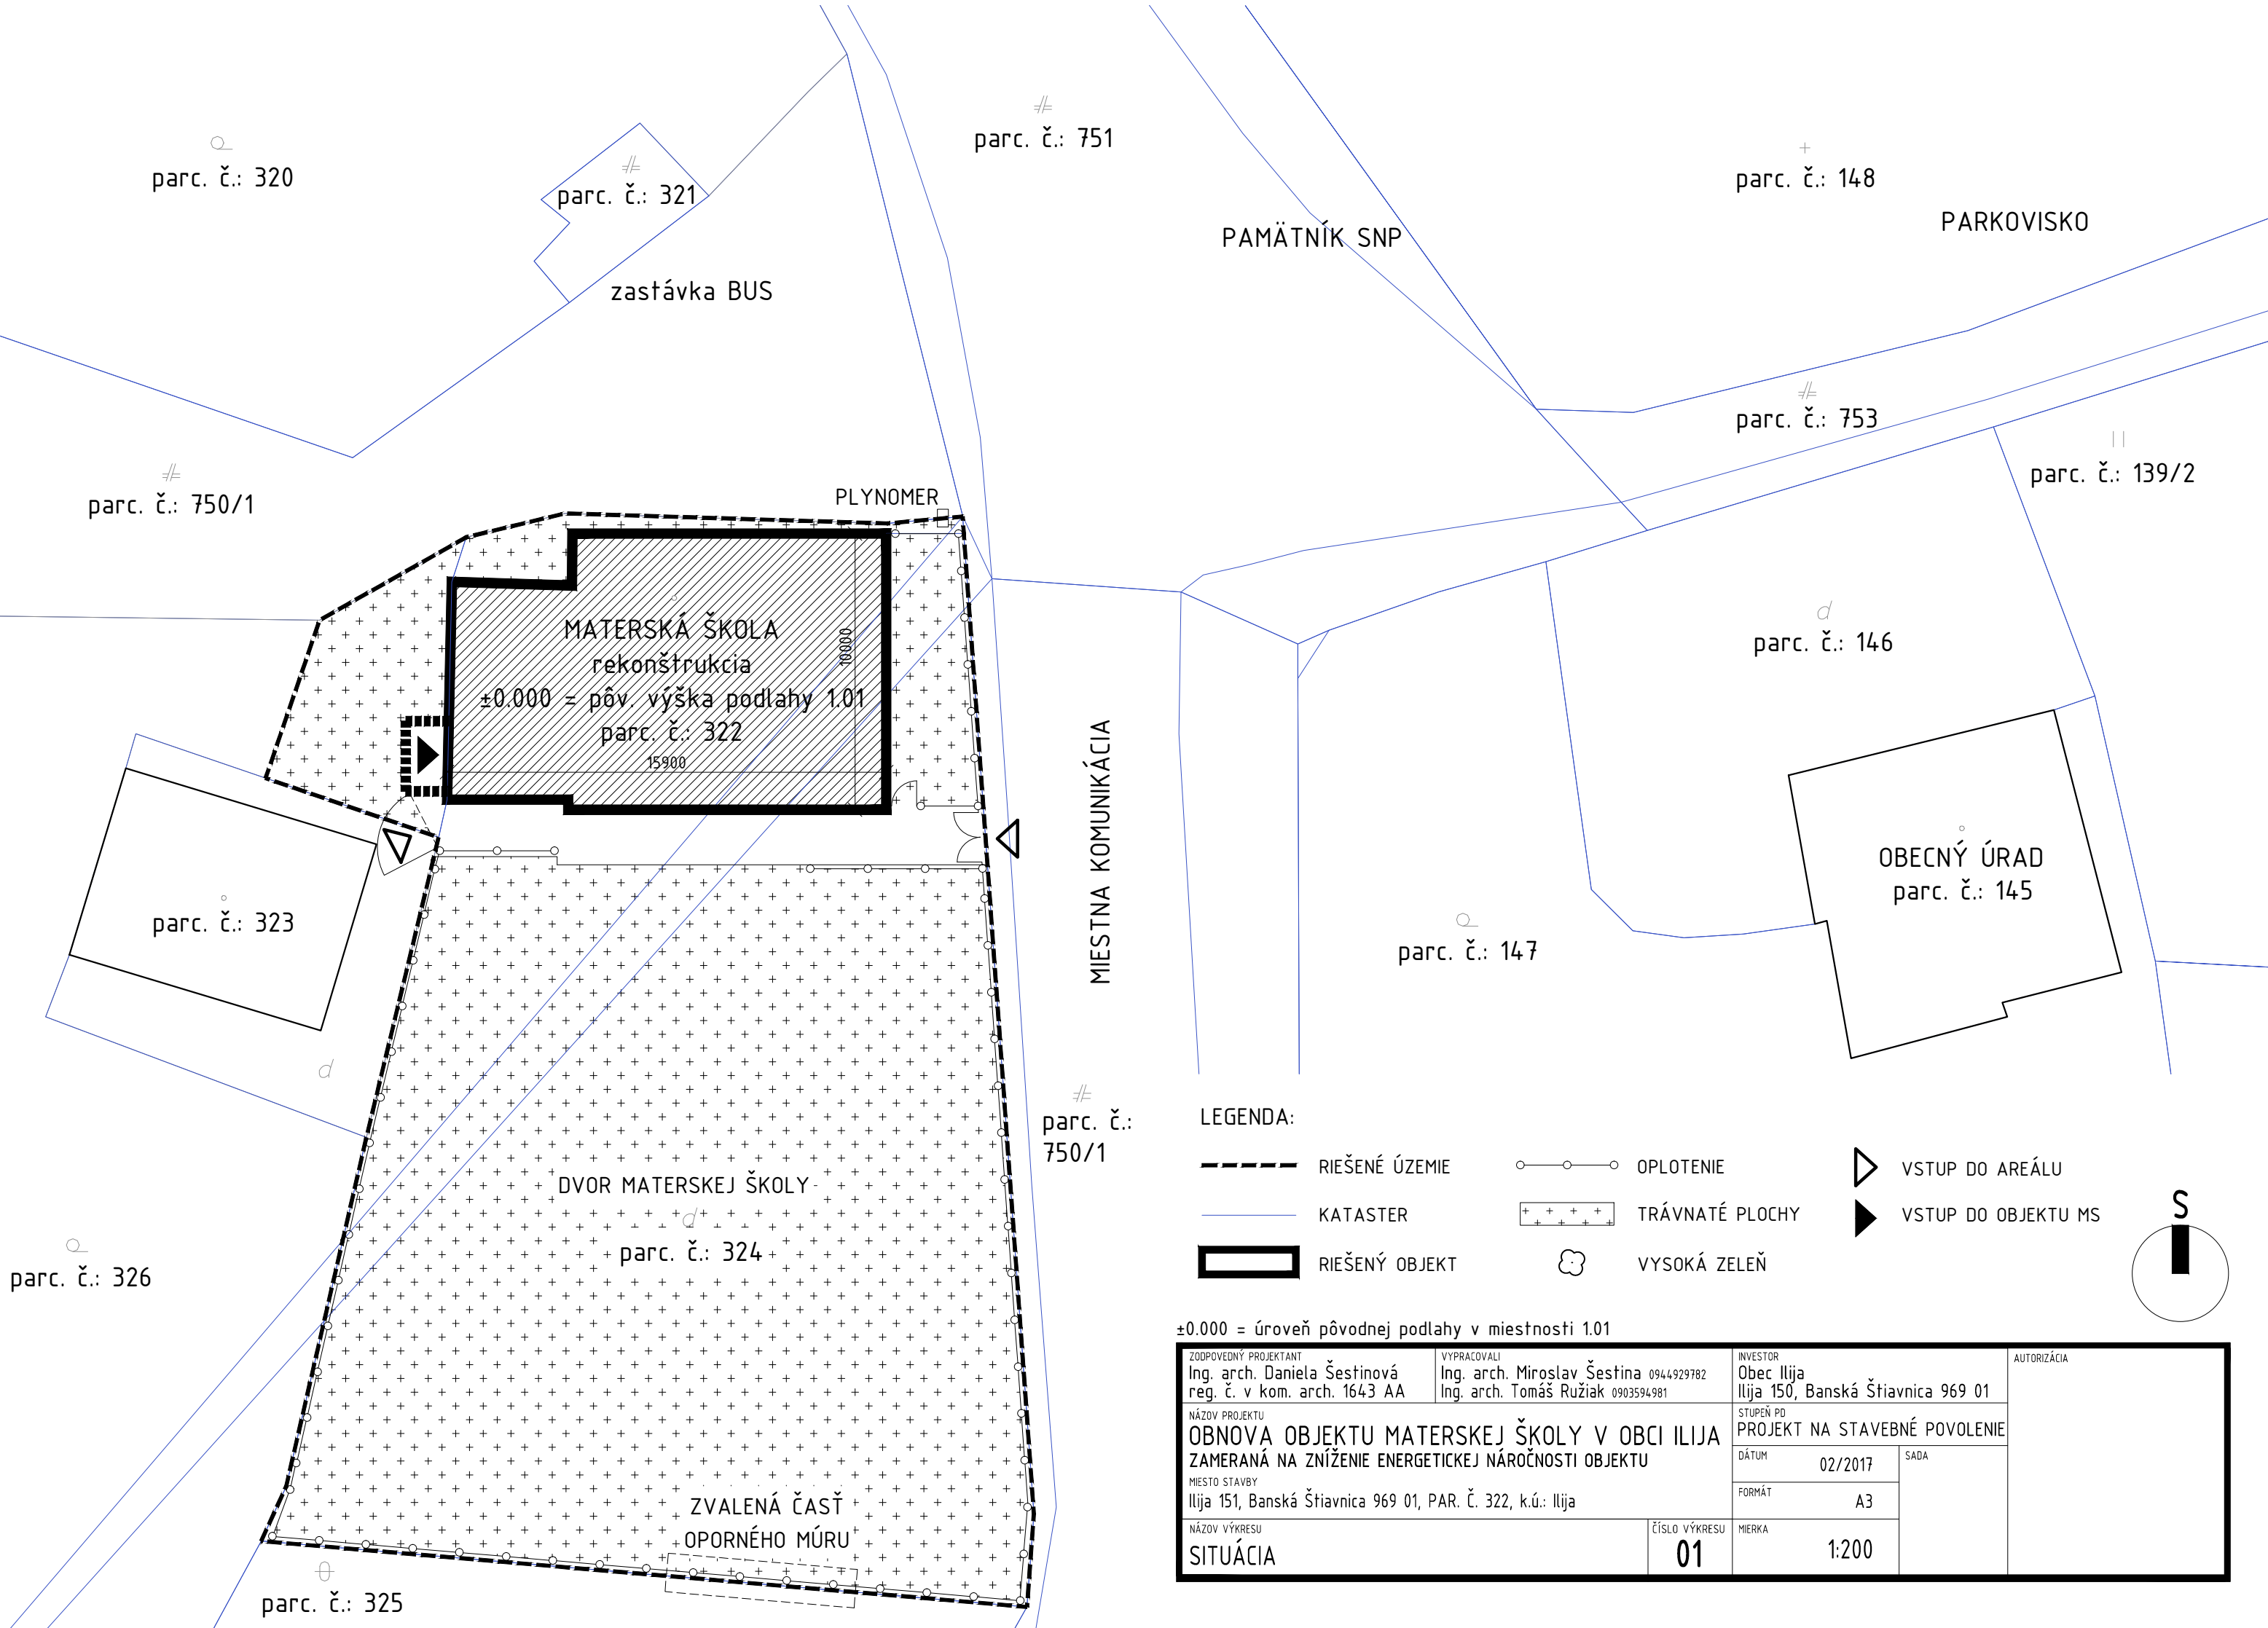 parc. č.: 320
parc. č.: 321
zastávka BUS
parc. č.: 751
PAMÄTNÍK SNP
parc. č.: 148
PARKOVISKO
parc. č.: 753
parc. č.: 139/2
parc. č.: 750/1
PLYNOMER
MATERSKÁ ŠKOLA
rekonštrukcia
±0.000 = pôv. výška podlahy 1.01
parc. č.: 322
15900
10000
MIESTNA KOMUNIKÁCIA
parc. č.: 146
OBECNÝ ÚRAD
parc. č.: 145
parc. č.: 147
parc. č.: 323
parc. č.:
750/1
DVOR MATERSKEJ ŠKOLY
parc. č.: 324
parc. č.: 326
ZVALENÁ ČASŤ
OPORNÉHO MÚRU
parc. č.: 325
LEGENDA:
RIEŠENÉ ÚZEMIE
KATASTER
RIEŠENÝ OBJEKT
OPLOTENIE
TRÁVNATÉ PLOCHY
VYSOKÁ ZELEŇ
VSTUP DO AREÁLU
VSTUP DO OBJEKTU MS
S
±0.000 = úroveň pôvodnej podlahy v miestnosti 1.01
ZODPOVEDNÝ PROJEKTANT
Ing. arch. Daniela Šestinová
reg. č. v kom. arch. 1643 AA
VYPRACOVALI
Ing. arch. Miroslav Šestina 0944929782
Ing. arch. Tomáš Ružiak 0903594981
INVESTOR
Obec Ilija
Ilija 150, Banská Štiavnica 969 01
AUTORIZÁCIA
NÁZOV PROJEKTU
OBNOVA OBJEKTU MATERSKEJ ŠKOLY V OBCI ILIJA
ZAMERANÁ NA ZNÍŽENIE ENERGETICKEJ NÁROČNOSTI OBJEKTU
MIESTO STAVBY
Ilija 151, Banská Štiavnica 969 01, PAR. Č. 322, k.ú.: Ilija
STUPEŇ PD
PROJEKT NA STAVEBNÉ POVOLENIE
DÁTUM
02/2017
SADA
FORMÁT
A3
NÁZOV VÝKRESU
SITUÁCIA
ČÍSLO VÝKRESU
01
MIERKA
1:200